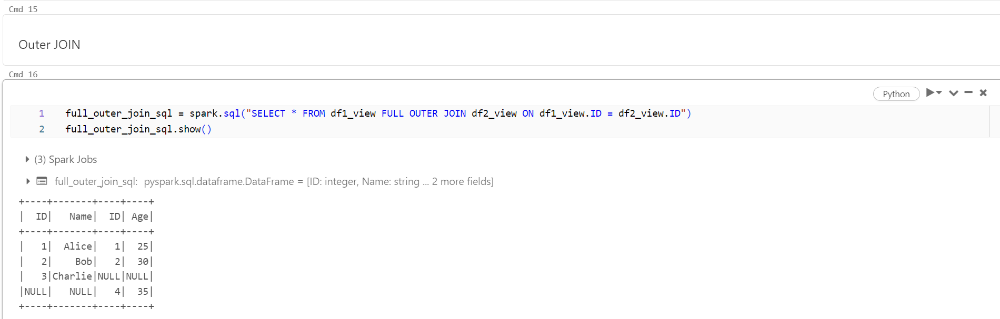 Cmd 15
Outer JOIN
Cmd 16
Python
1 full_outer_join_sql = spark.sql("SELECT * FROM df1_view FULL OUTER JOIN df2_view ON df1_view.ID = df2_view.ID")
2 full_outer_join_sql.show()
(3) Spark Jobs
full_outer_join_sql: pyspark.sql.dataframe.DataFrame = [ID: integer, Name: string ... 2 more fields]
+----+-------+----+----+
|  ID|   Name|  ID| Age|
+----+-------+----+----+
|   1|  Alice|   1|  25|
|   2|    Bob|   2|  30|
|   3|Charlie|NULL|NULL|
|NULL|   NULL|   4|  35|
+----+-------+----+----+